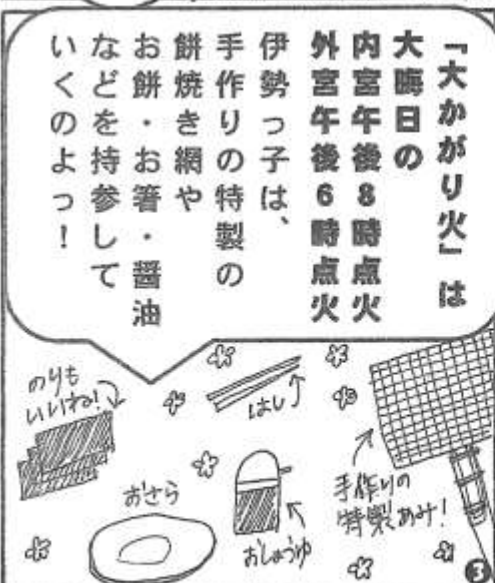 「大かがり火」は
大晦日の
内宮午後8時点火
外宮午後6時点火
伊勢っ子は、
手作りの特製の
餅焼き網や
お餅・お箸・醤油
などを持参して
いくのよっ！
のりも
いいね！
はし
手作りの
特製あみ！
おさら
おしょうゆ
3